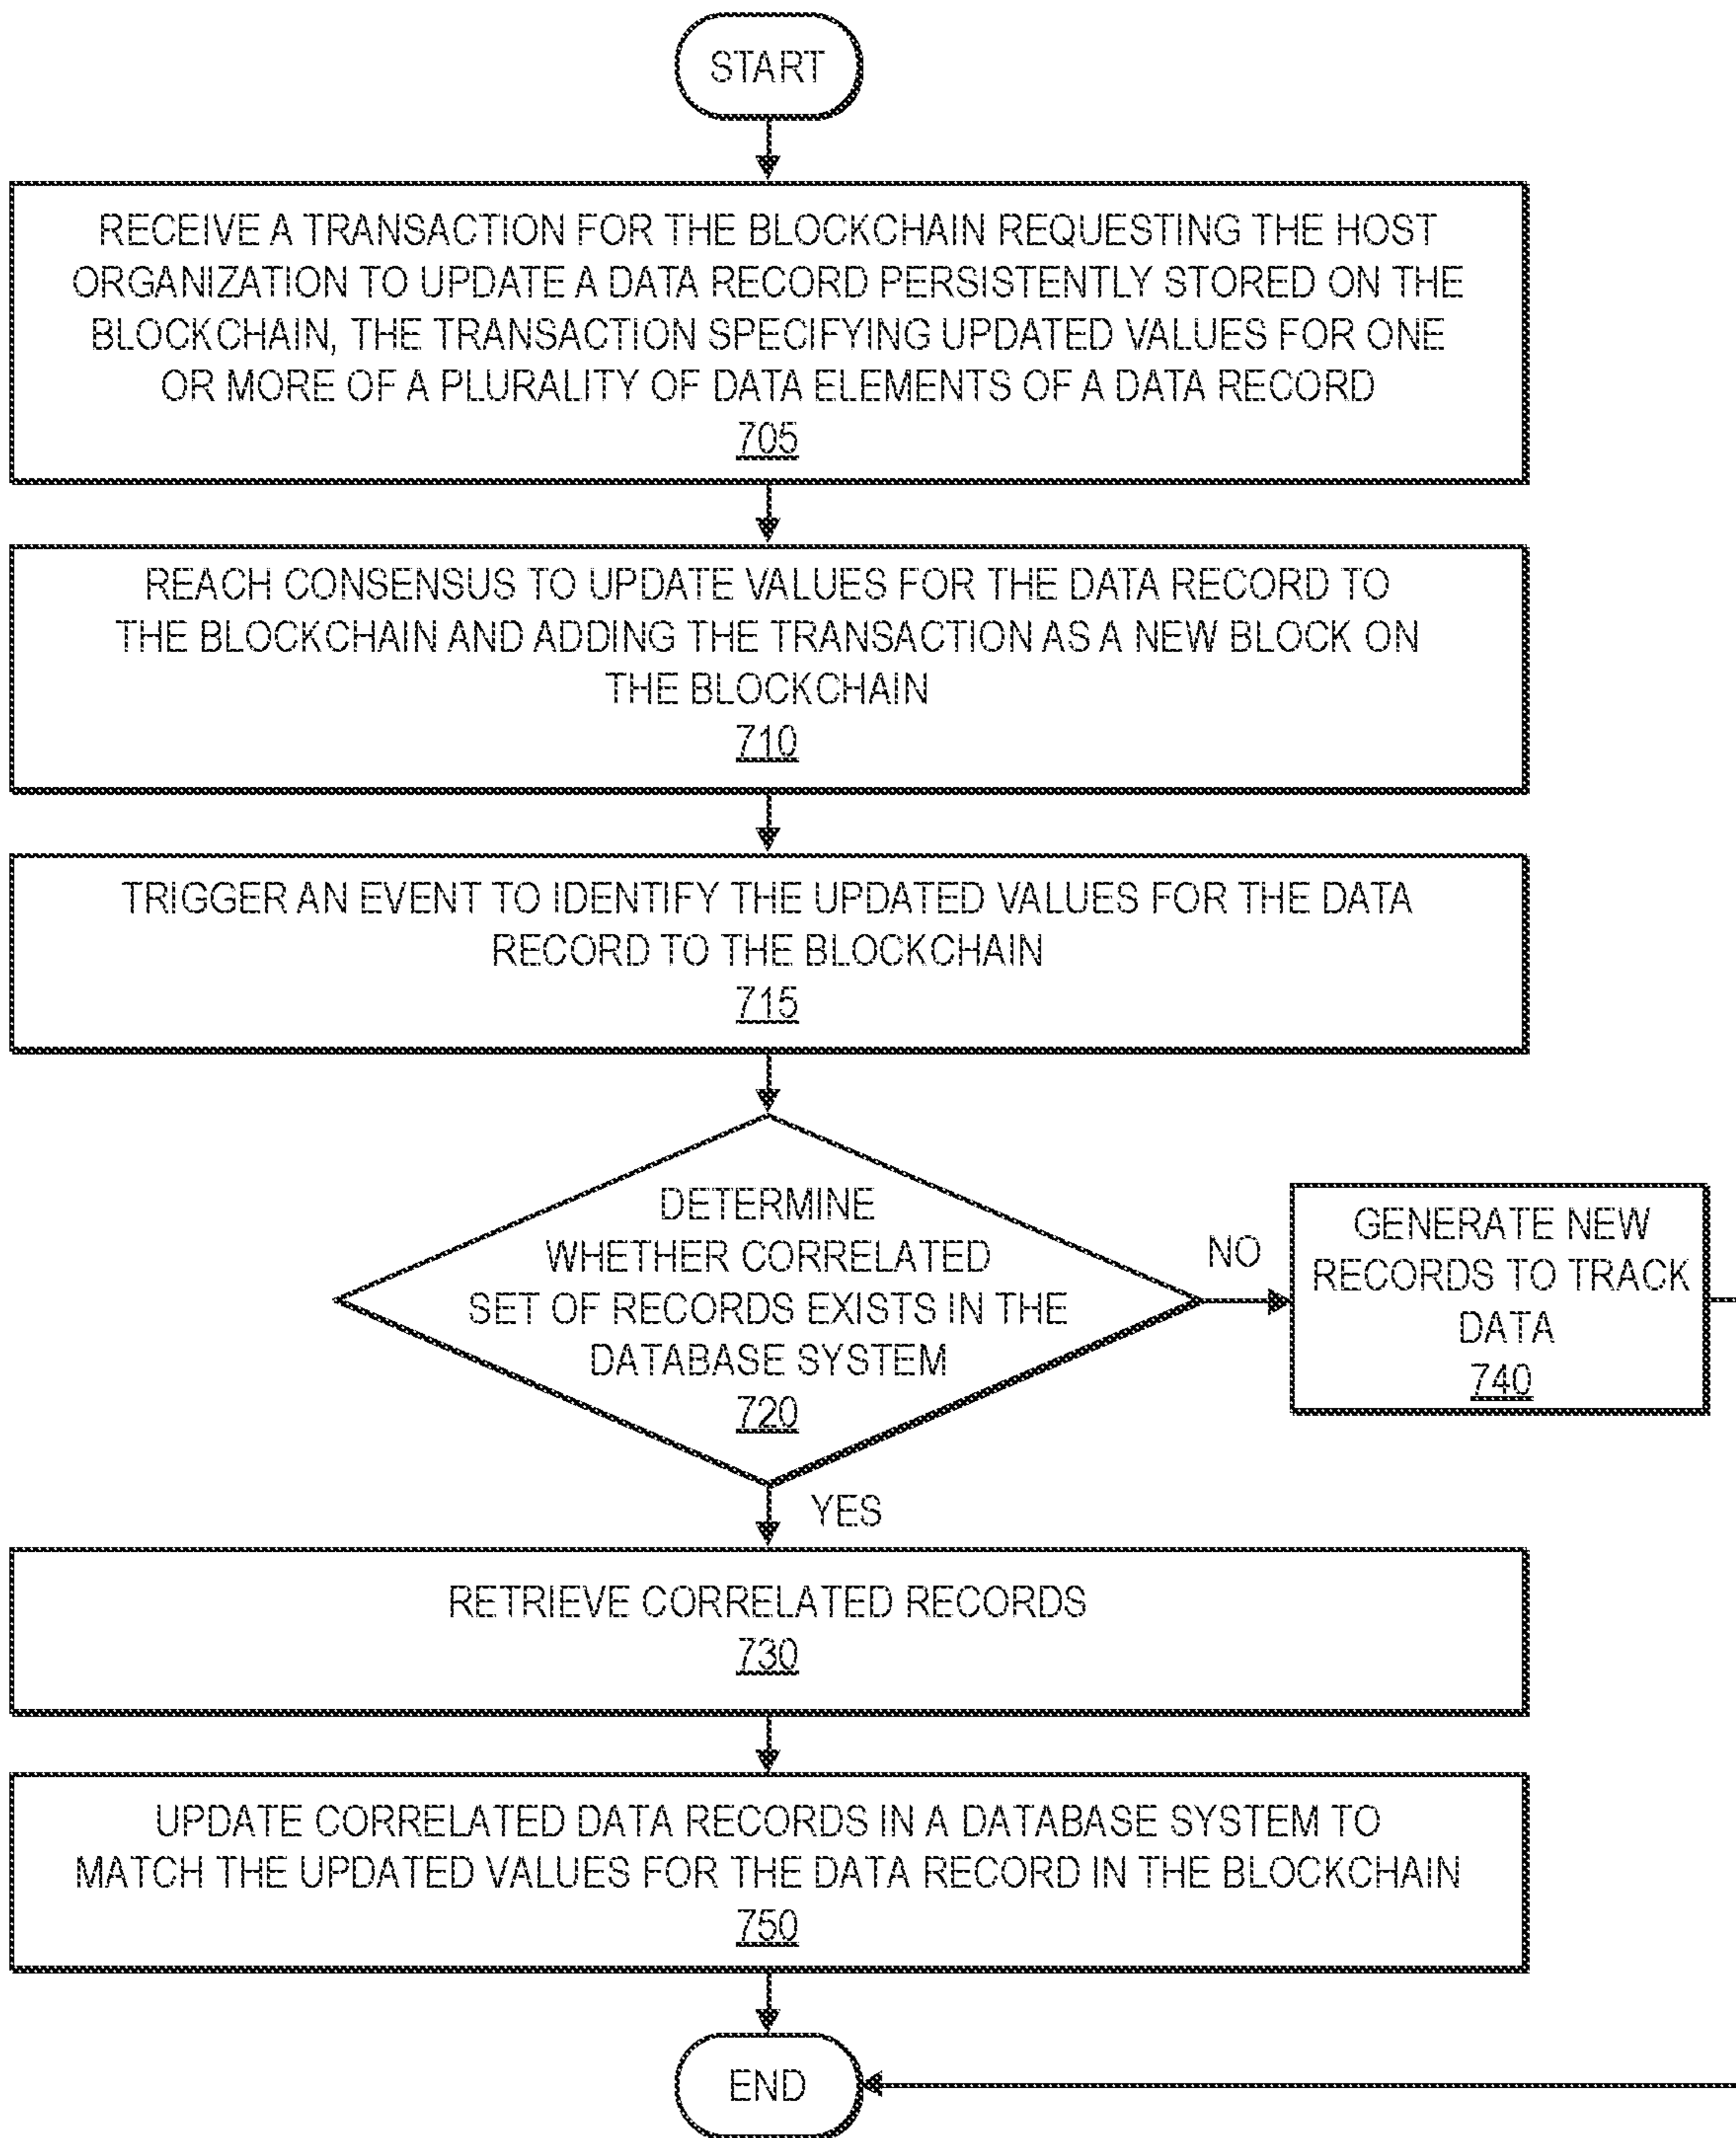 START
RECEIVE A TRANSACTION FOR THE BLOCKCHAIN REQUESTING THE HOST
ORGANIZATION TO UPDATE A DATA RECORD PERSISTENTLY STORED ON THE
BLOCKCHAIN, THE TRANSACTION SPECIFYING UPDATED VALUES FOR ONE
OR MORE OF A PLURALITY OF DATA ELEMENTS OF A DATA RECORD
705
REACH CONSENSUS TO UPDATE VALUES FOR THE DATA RECORD TO
THE BLOCKCHAIN AND ADDING THE TRANSACTION AS A NEW BLOCK ON
THE BLOCKCHAIN
710
TRIGGER AN EVENT TO IDENTIFY THE UPDATED VALUES FOR THE DATA
RECORD TO THE BLOCKCHAIN
715
DETERMINE
WHETHER CORRELATED
SET OF RECORDS EXISTS IN THE
DATABASE SYSTEM
720
NO
GENERATE NEW
RECORDS TO TRACK
DATA
740
YES
RETRIEVE CORRELATED RECORDS
730
UPDATE CORRELATED DATA RECORDS IN A DATABASE SYSTEM TO
MATCH THE UPDATED VALUES FOR THE DATA RECORD IN THE BLOCKCHAIN
750
END